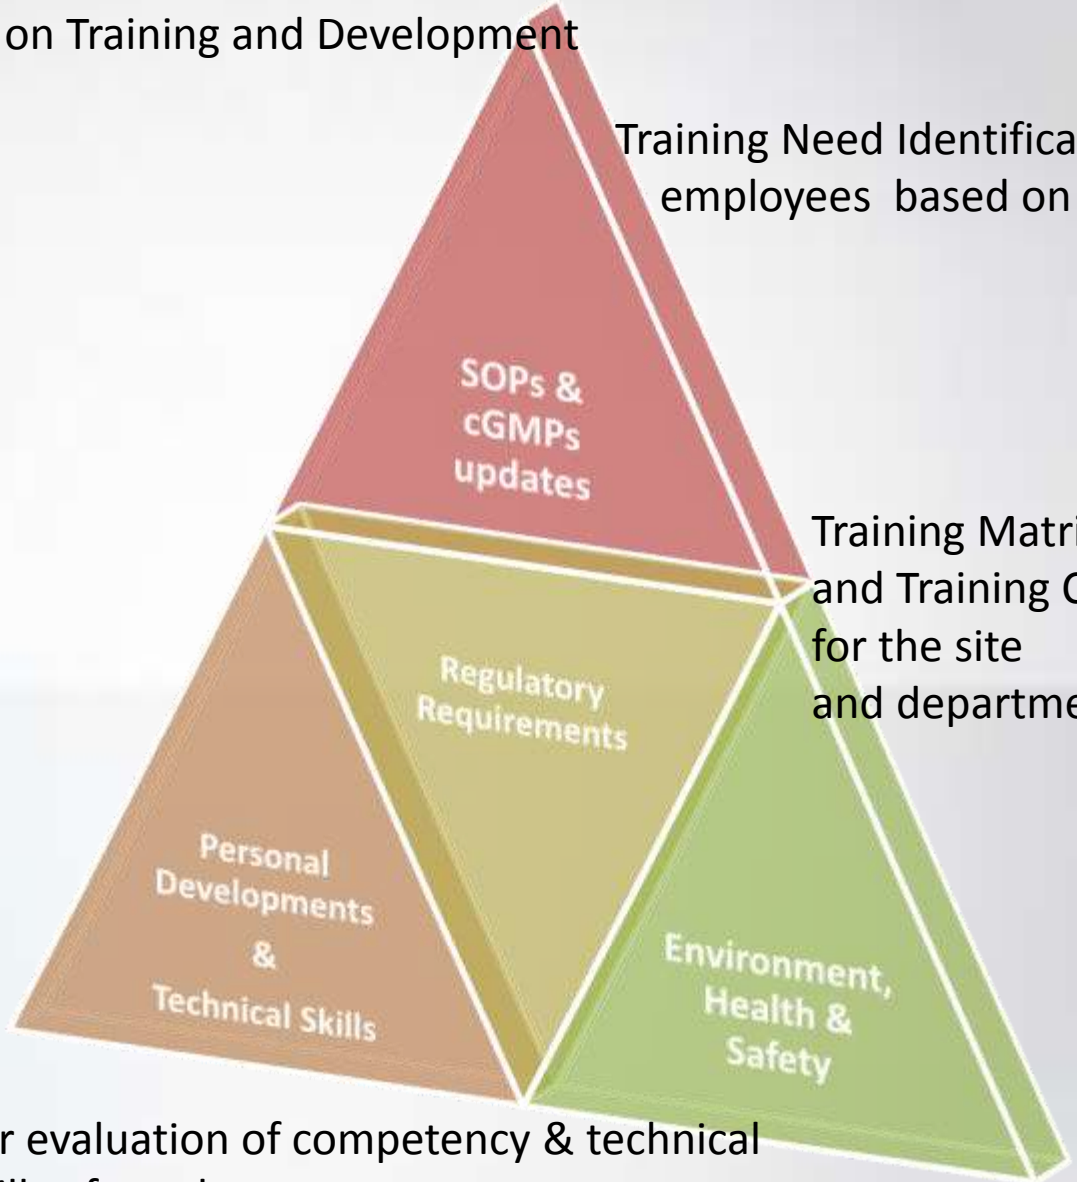 on Training and Development
Training Need Identifica
employees based on
SOPs &
cGMPs
updates
Training Matri
and Training
for the site
and departme
Regulatory
Requirements
Personal
Developments
&
Technical Skills
Environment,
Health &
Safety
r evaluation of competency & technical